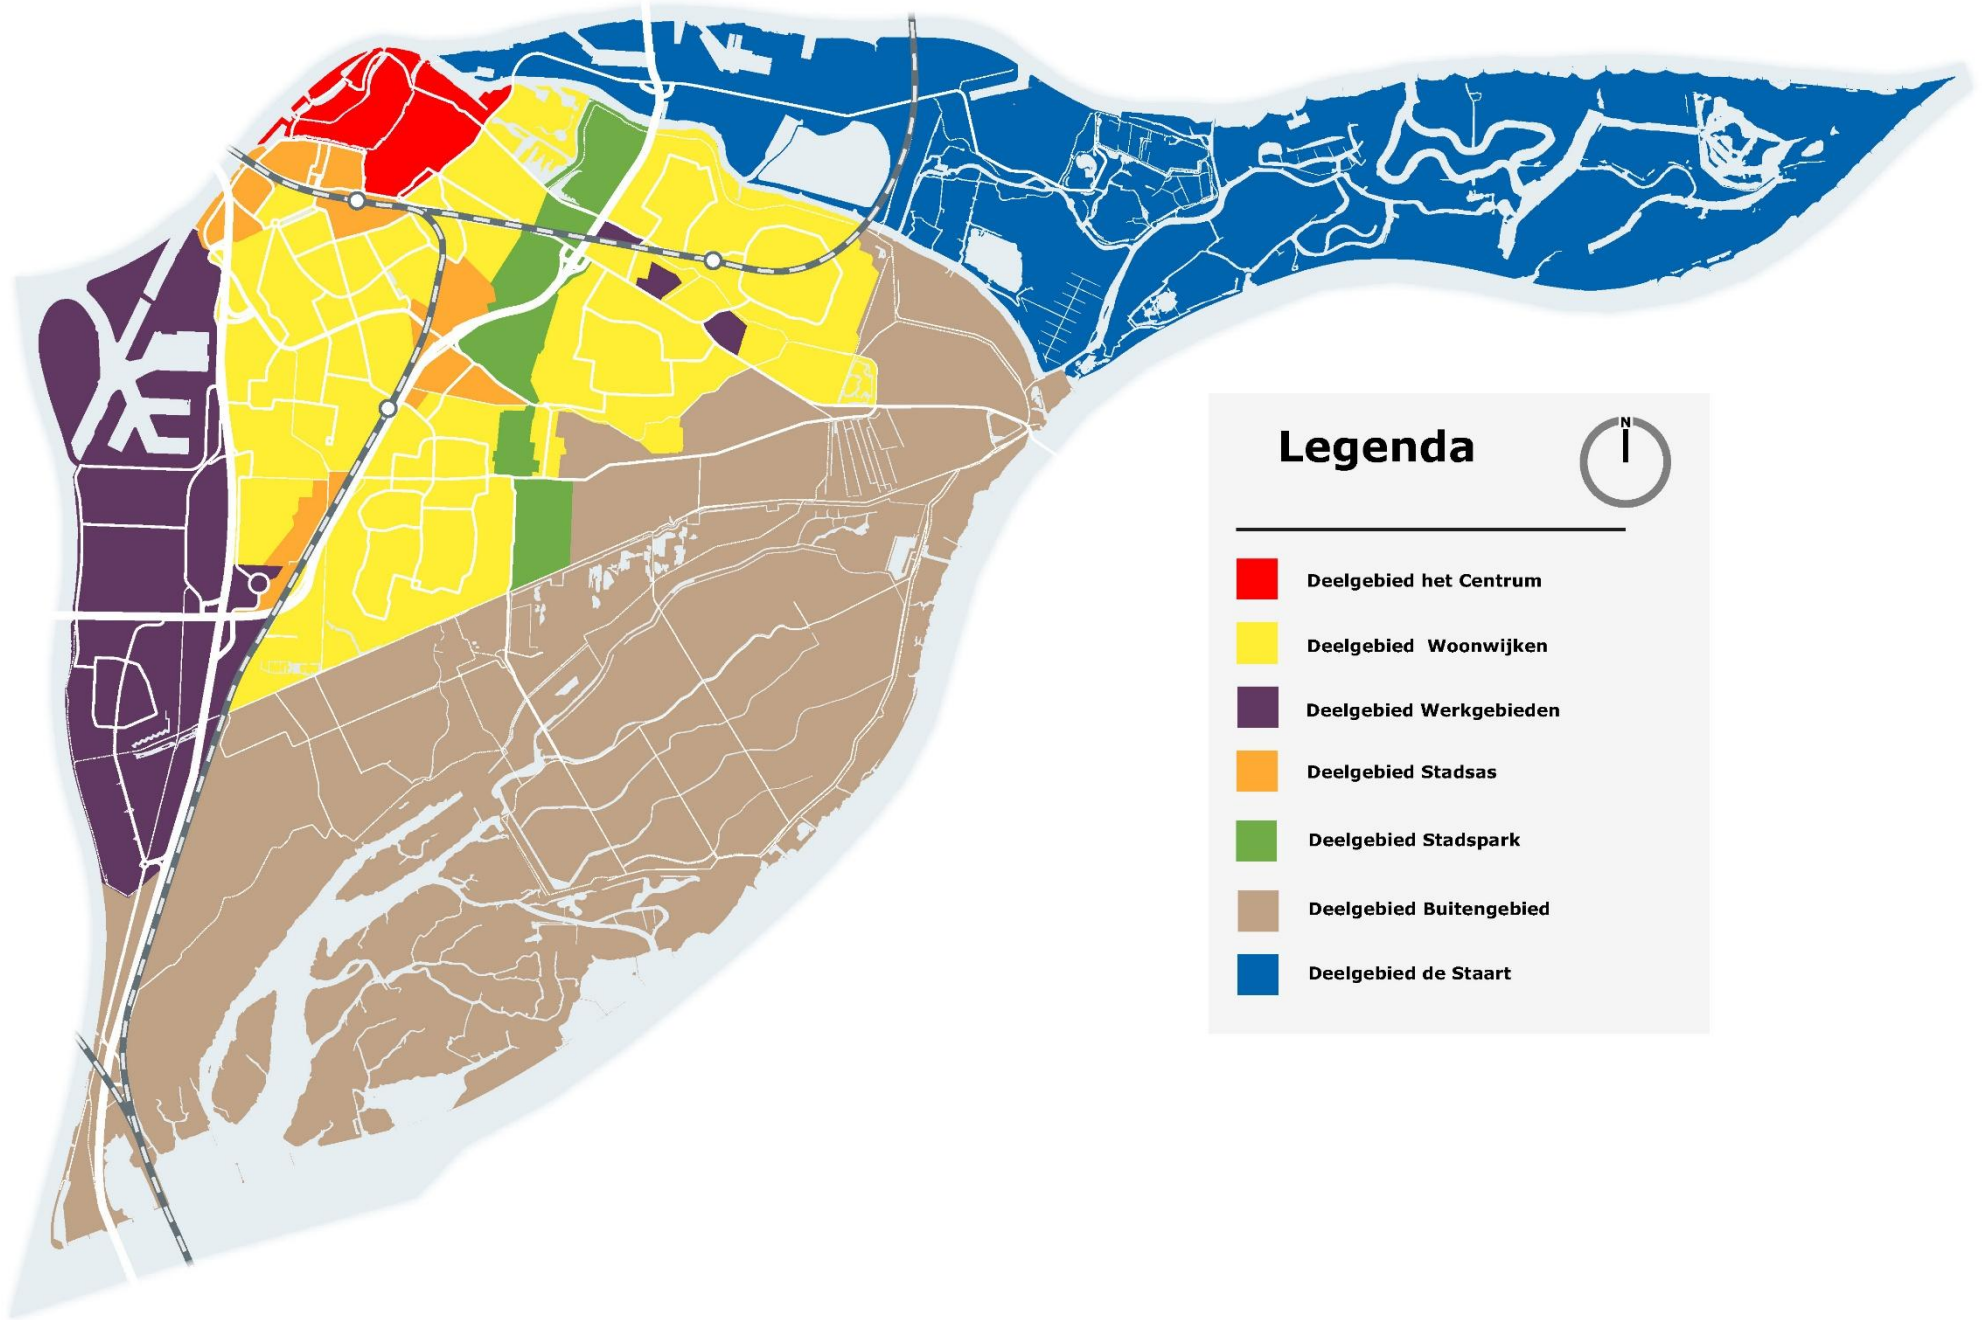 Legenda
N
Deelgebied het Centrum
Deelgebied Woonwijken
Deelgebied Werkgebieden
Deelgebied Stadsas
Deelgebied Stadspark
Deelgebied Buitengebied
Deelgebied de Staart